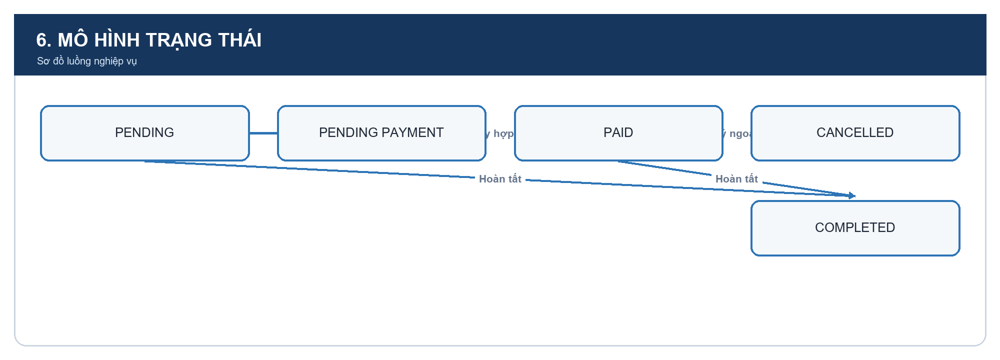 6. MÔ HÌNH TRẠNG THÁI
Sơ đồ luồng nghiệp vụ
PENDING
PENDING PAYMENT
hợp
PAID
CANCELLED
Hoàn tất
Hoàn tất
COMPLETED